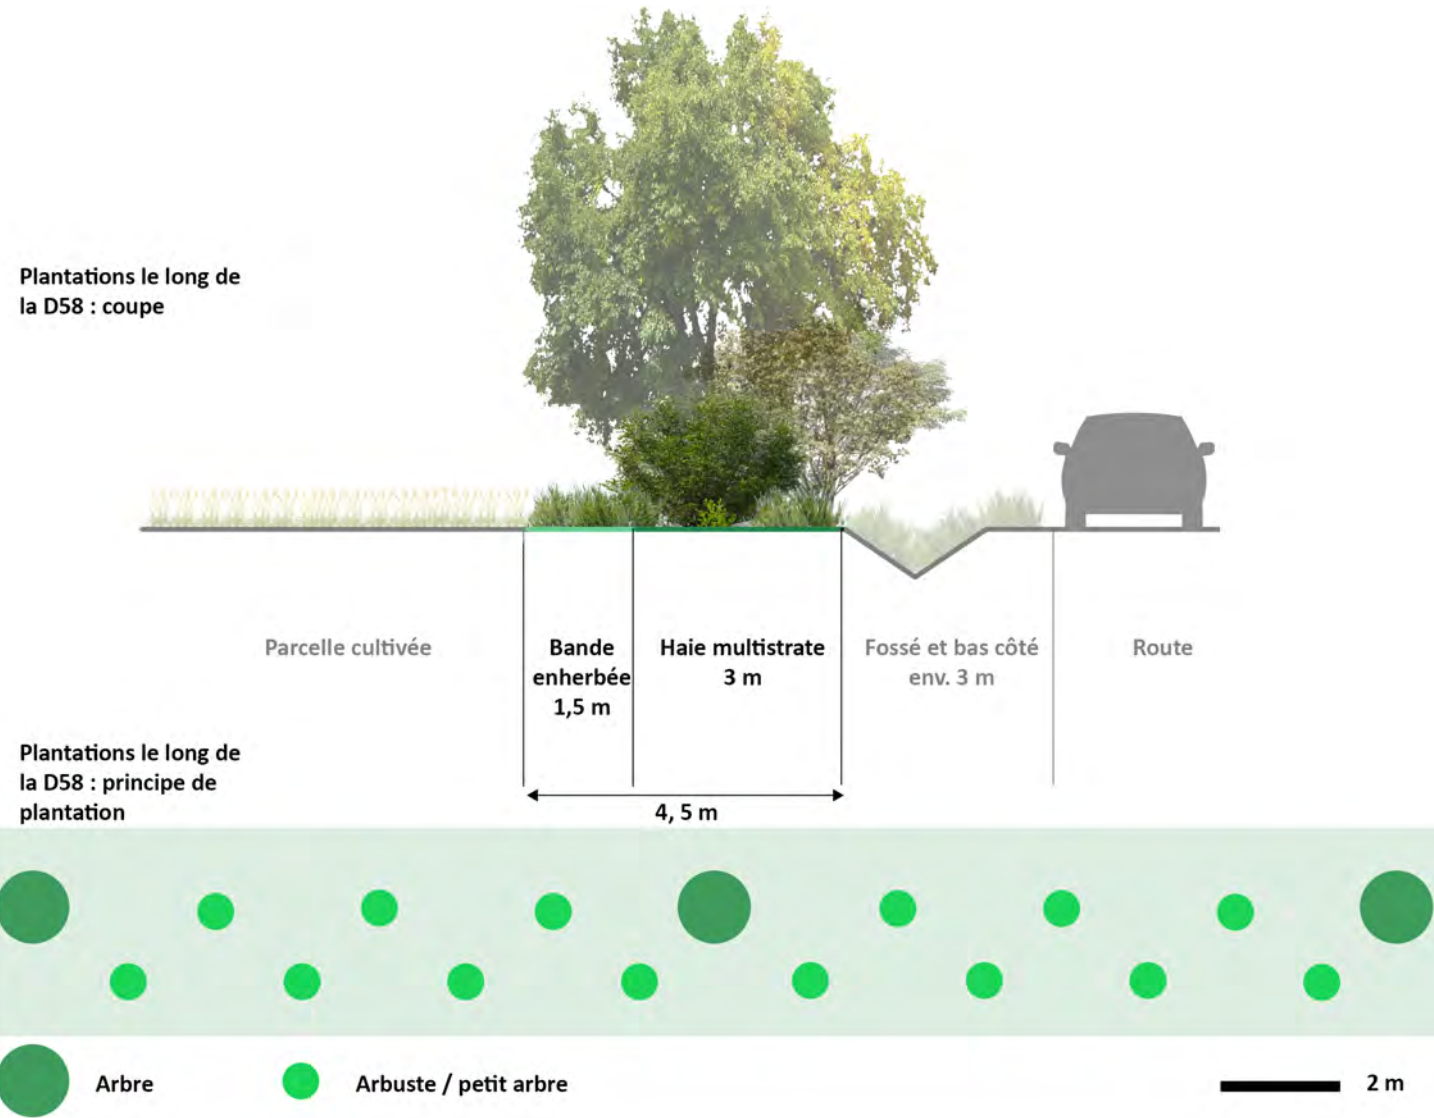 Plantations le long de
la D58 : coupe
Parcelle cultivée
Bande
enherbée
1,5 m
Haie multistrate
3 m
Fossé et bas côté
env. 3 m
Route
4, 5 m
Plantations le long de
la D58 : principe de
plantation
Arbre
Arbuste / petit arbre
2 m